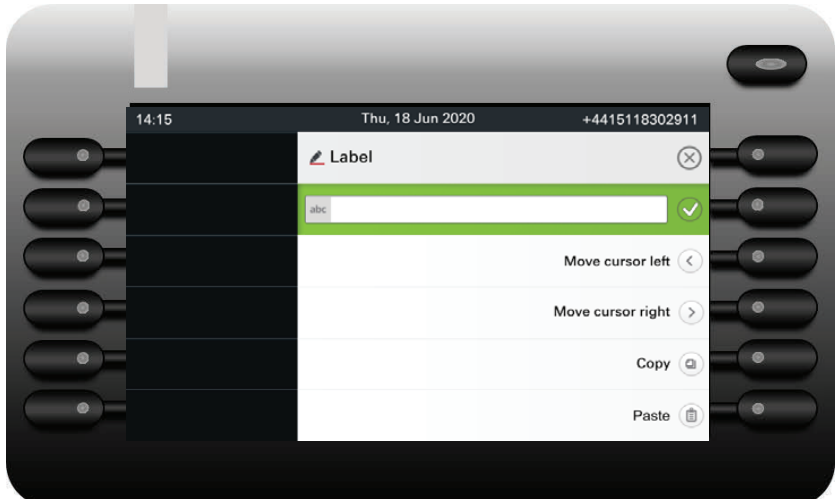 14:15 Thu, 18 Jun 2020 +4415118302911
Label
abc
Move cursor left
Move cursor right
Copy
Paste